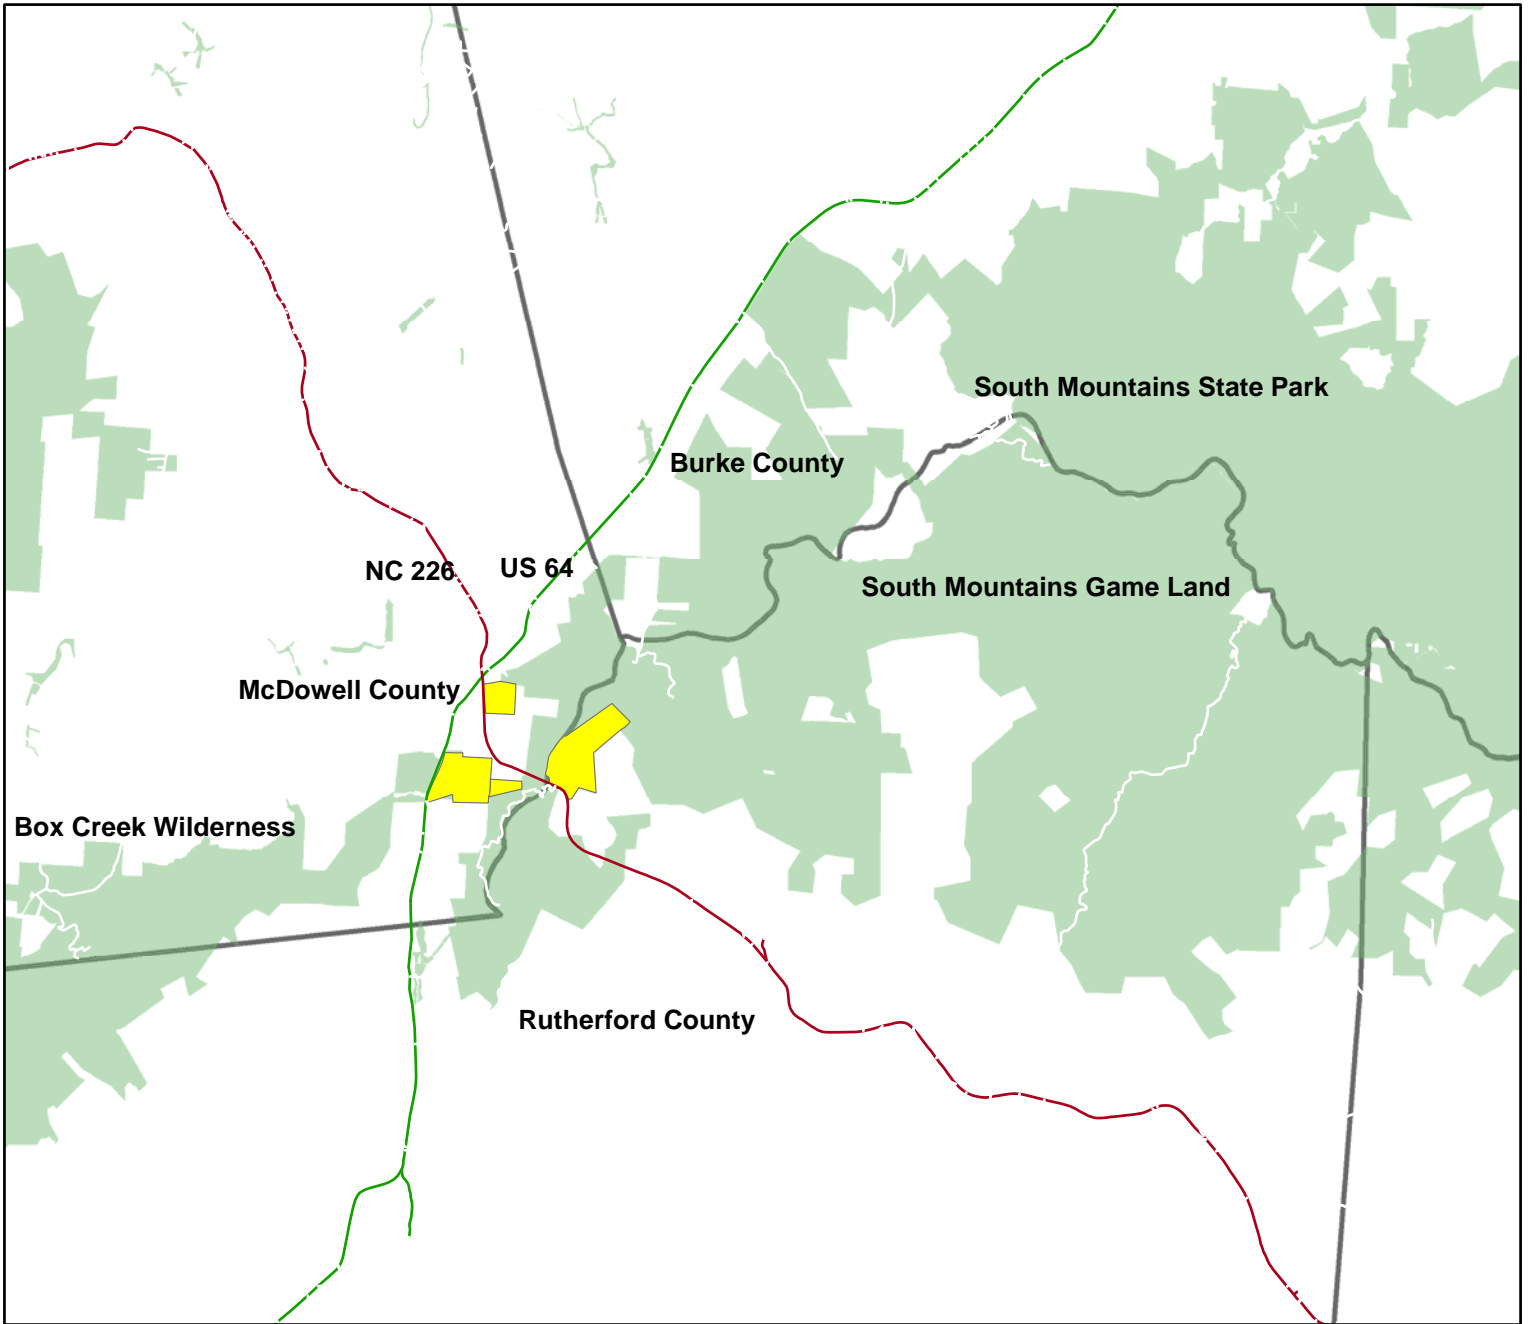 South Mountains State Park
Burke County
NC 226
US 64
South Mountains Game Land
McDowell County
Box Creek Wilderness
Rutherford County